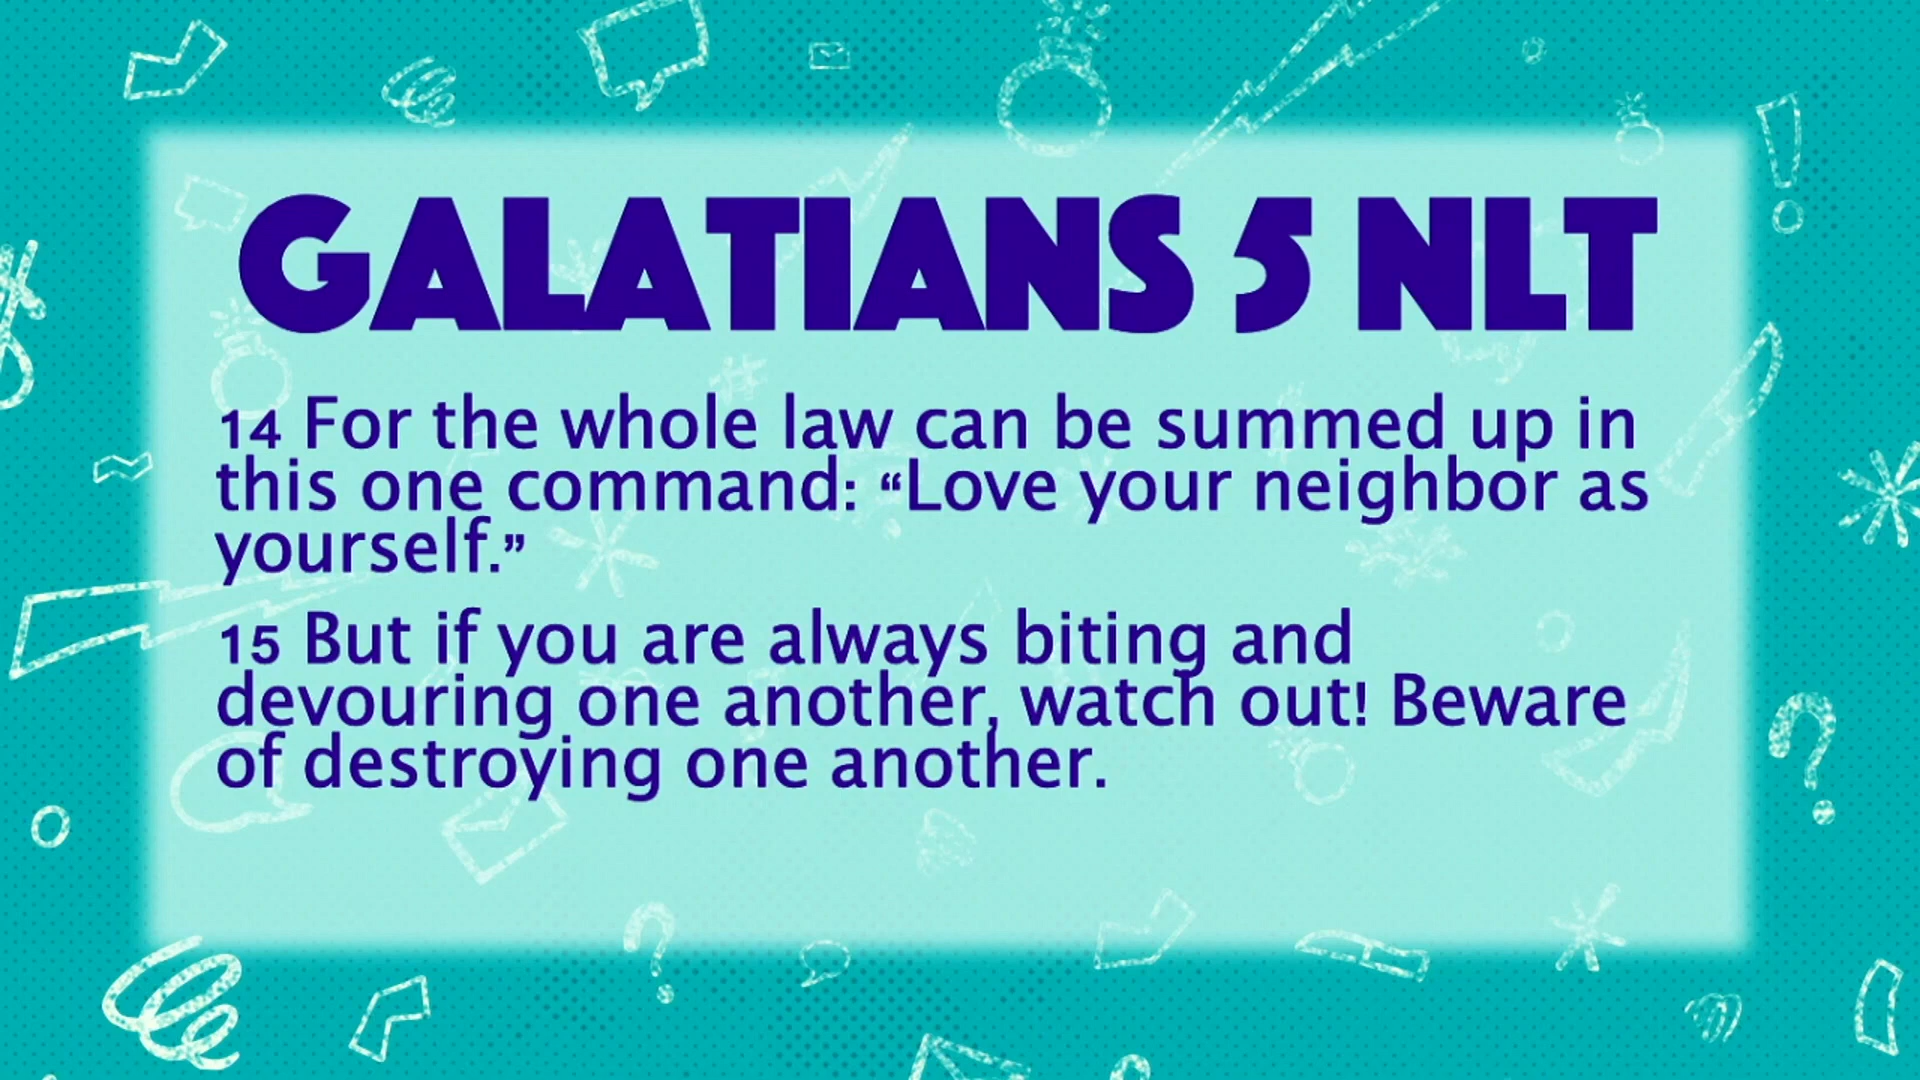 GALATIANS 5 NLT
14 For the whole law can be summed up in
this one command: “Love your neighbor as
yourself.”
15 But if you are always biting and
devouring one another, watch out! Beware
of destroying one another.